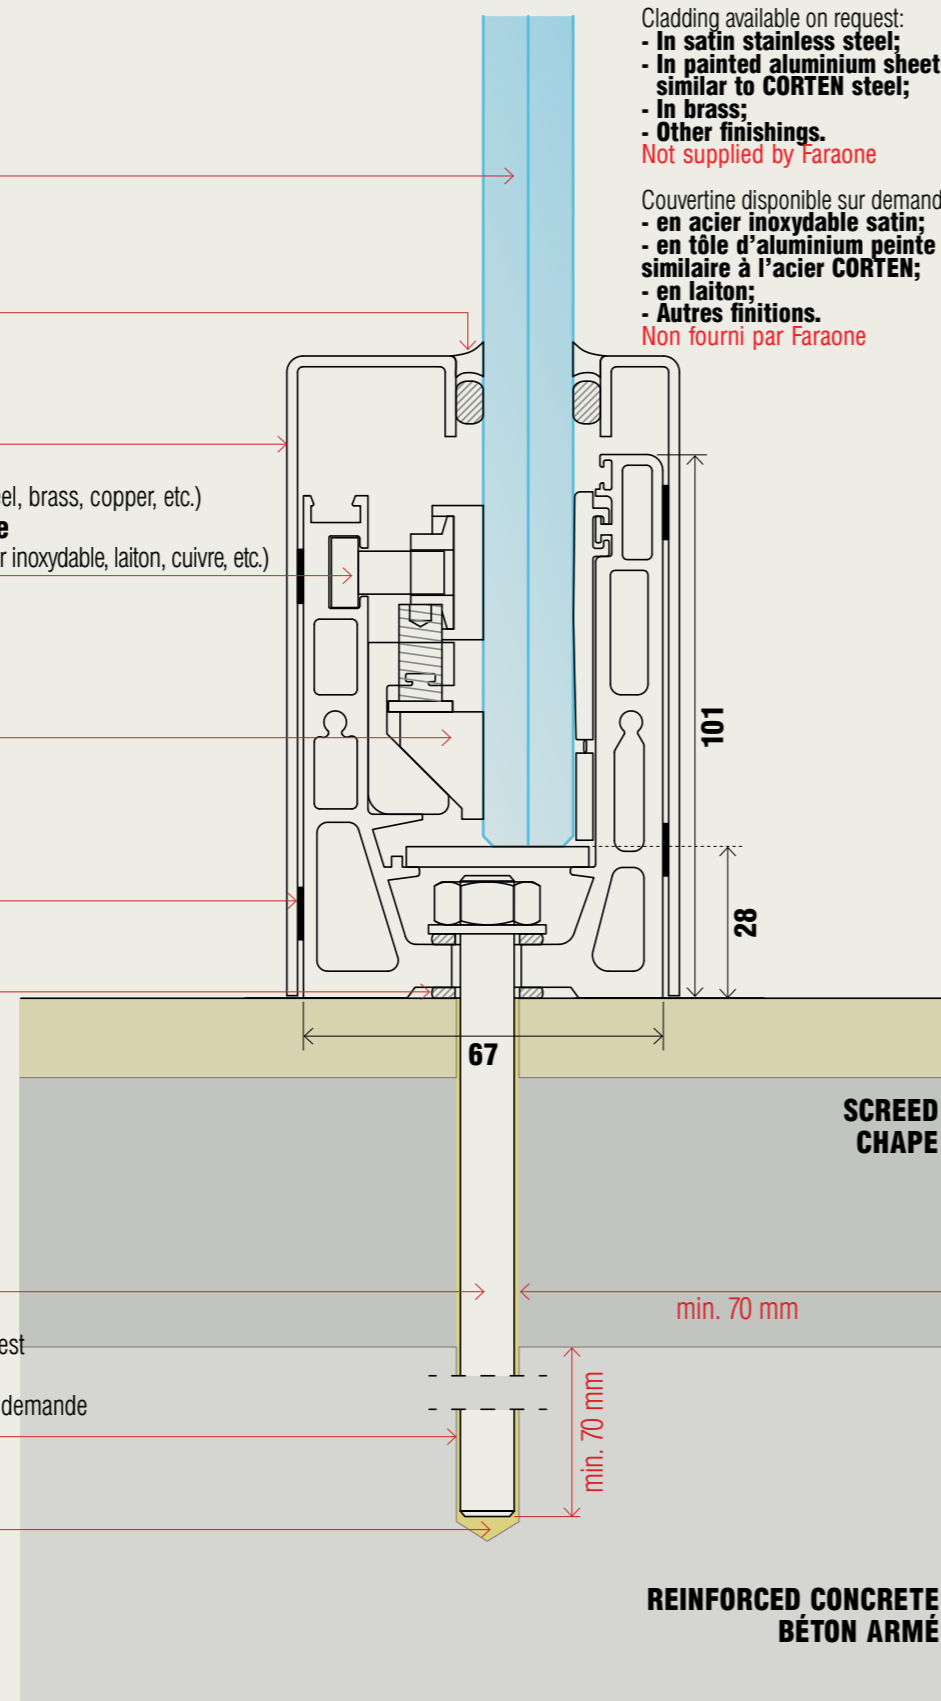 Cladding available on request:
- In satin stainless steel;
- In painted aluminium sheet
similar to CORTEN steel;
- In brass;
- Other finishings.
Not supplied by Faraone
Couvertine disponible sur demand
- en acier inoxydable satin;
- en tôle d'aluminium peinte
similaire à l'acier CORTEN;
- en laiton;
- Autres finitions.
Non fourni par Faraone
el, brass, copper, etc.)
e
r inoxydable, laiton, cuivre, etc.)
101
28
67
SCREED
CHAPE
min. 70 mm
est
demande
min. 70 mm
REINFORCED CONCRETE
BÉTON ARMÉ